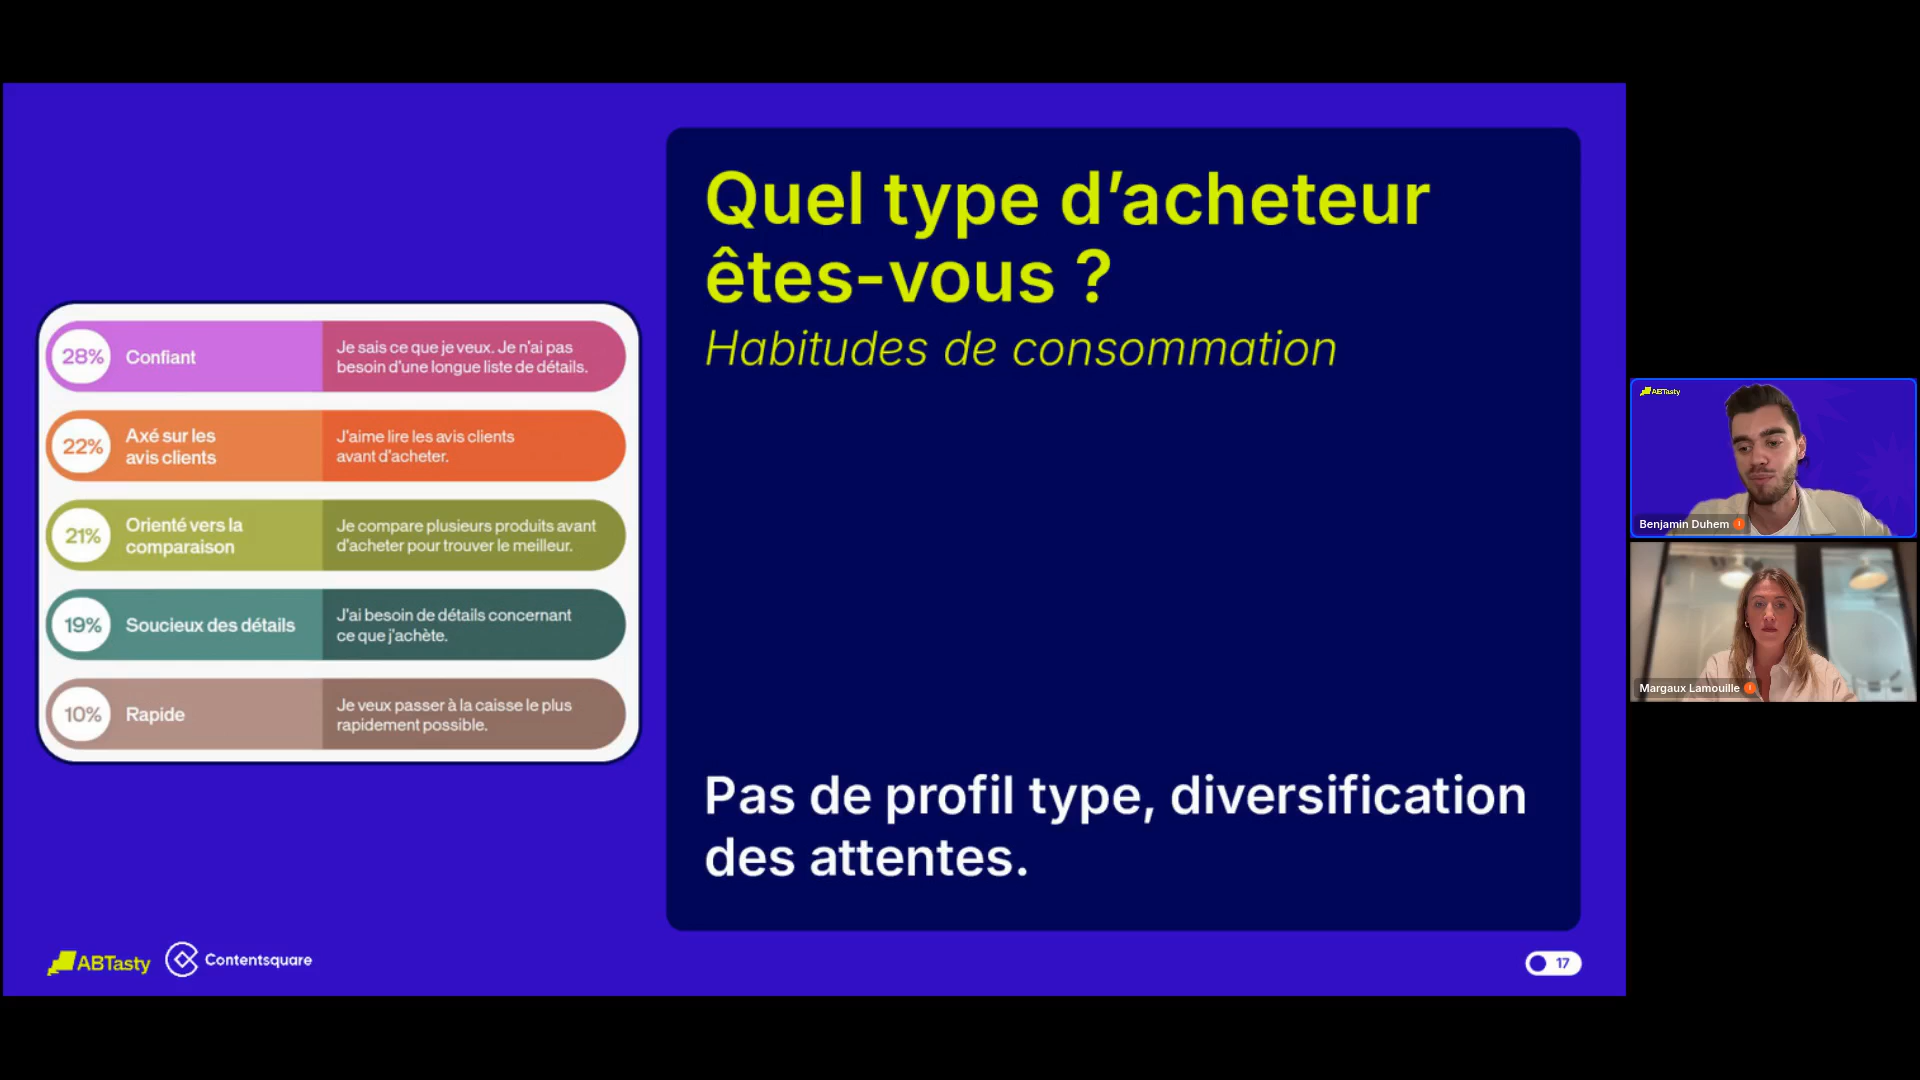 Quel type d’acheteur
êtes-vous ?
Habitudes de consommation
28%
Confiant
Je sais ce que je veux. Je n'ai pas
besoin d'une longue liste de détails.
22%
Axé sur les
avis clients
J'aime lire les avis clients
avant d'acheter.
21%
Orienté vers la
comparaison
Je compare plusieurs produits avant
d'acheter pour trouver le meilleur.
19%
Soucieux des détails
J'ai besoin de détails concernant
ce que j'achète.
10%
Rapide
Je veux passer à la caisse le plus
rapidement possible.
Pas de profil type, diversification
des attentes.
ABTasty
Contentsquare
17
ABTasty
Benjamin Duhem
Margaux Lamouille